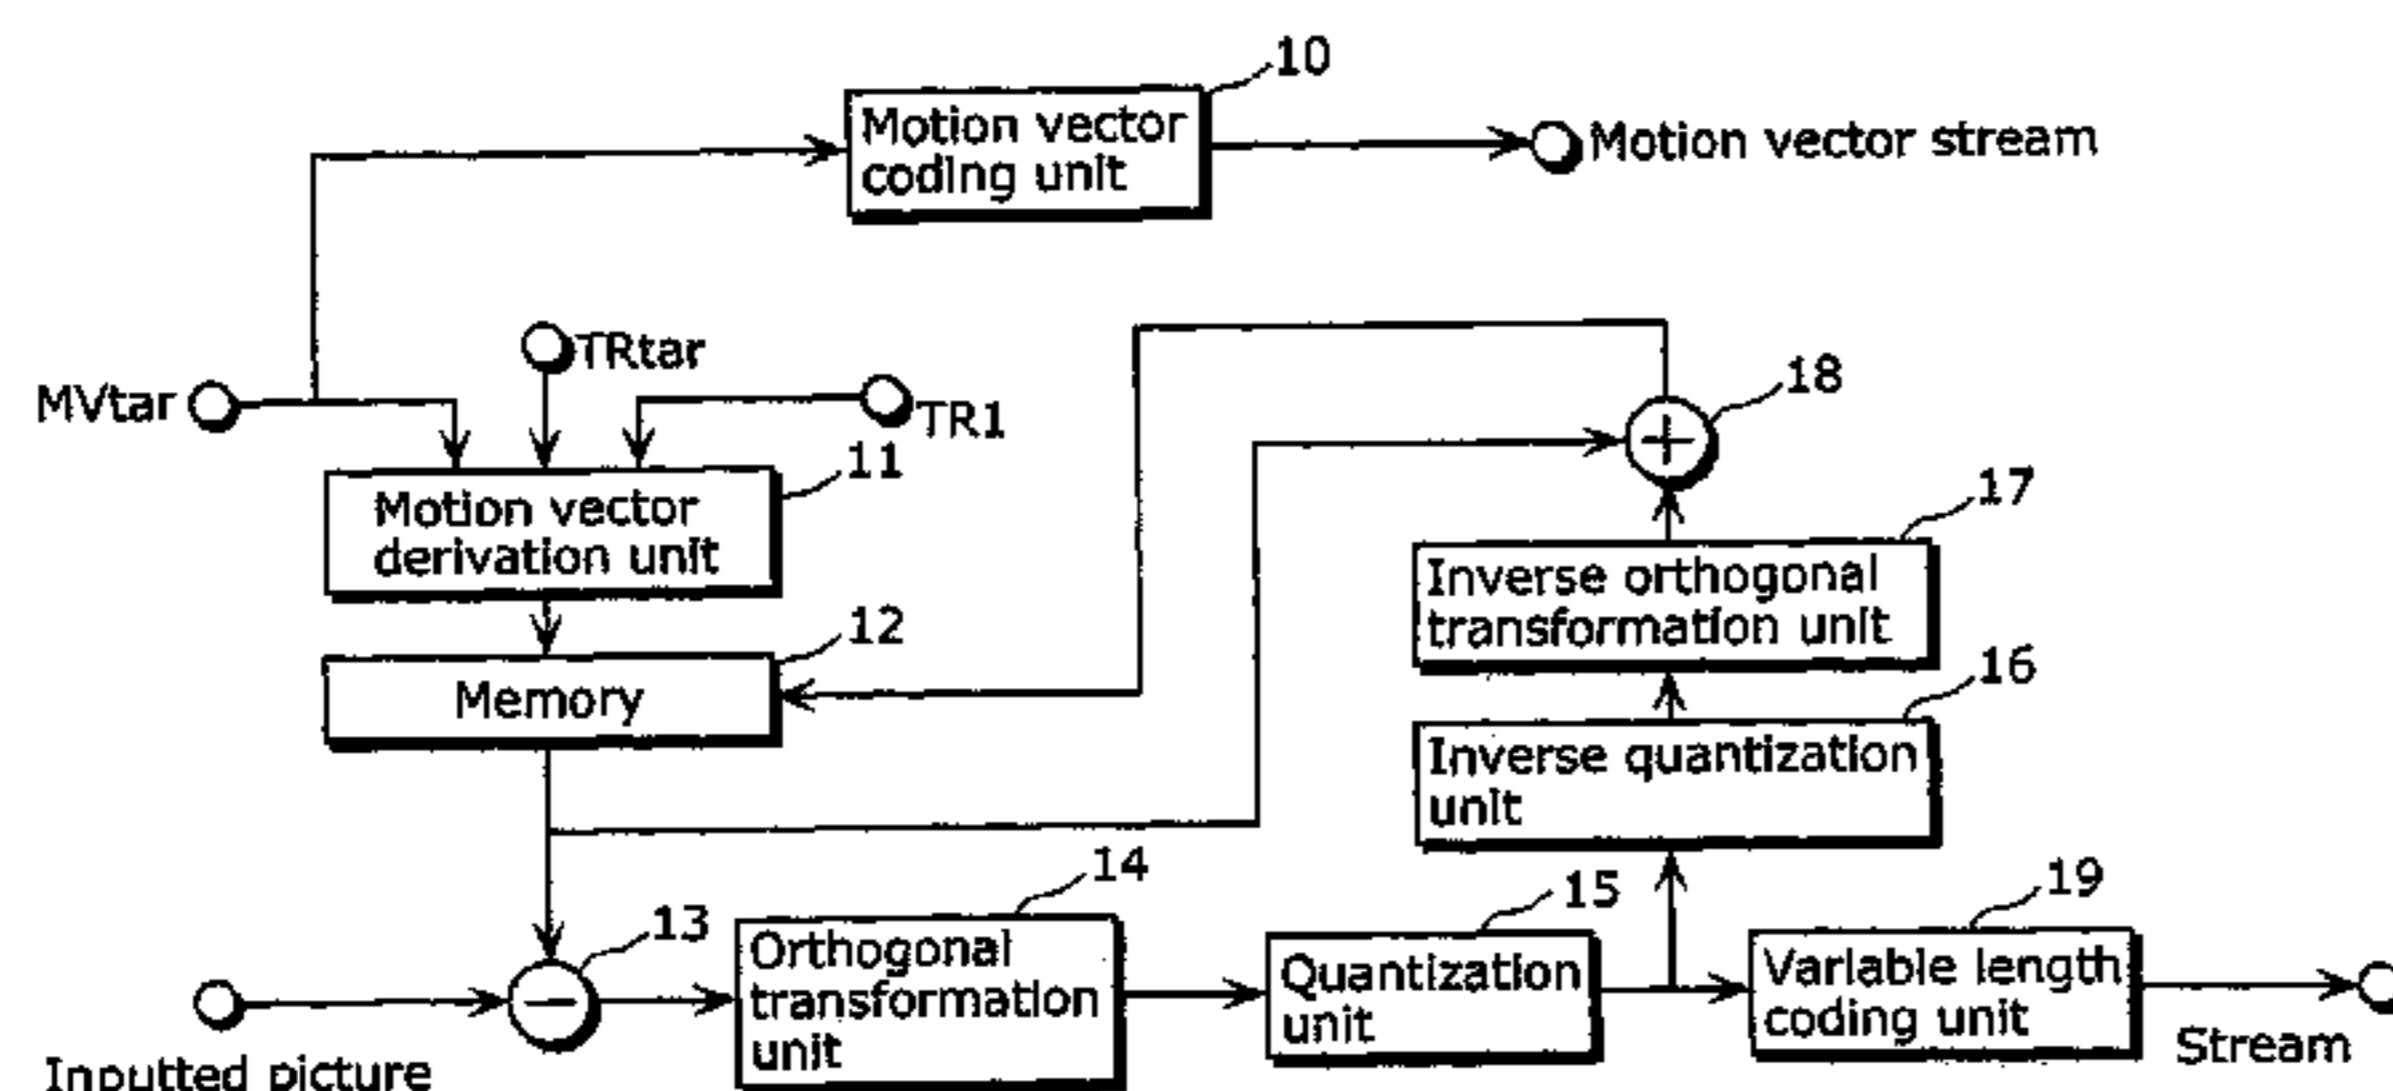 10
Motion vector
coding unit
Motion vector stream
TRtar
MVtar
TR1
18
11
Motion vector
derivation unit
17
Inverse orthogonal
transformation unit
12
Memory
16
Inverse quantization
unit
14
15
19
13
Orthogonal
transformation
unit
Quantization
unit
Variable length
coding unit
Inputted picture
Stream